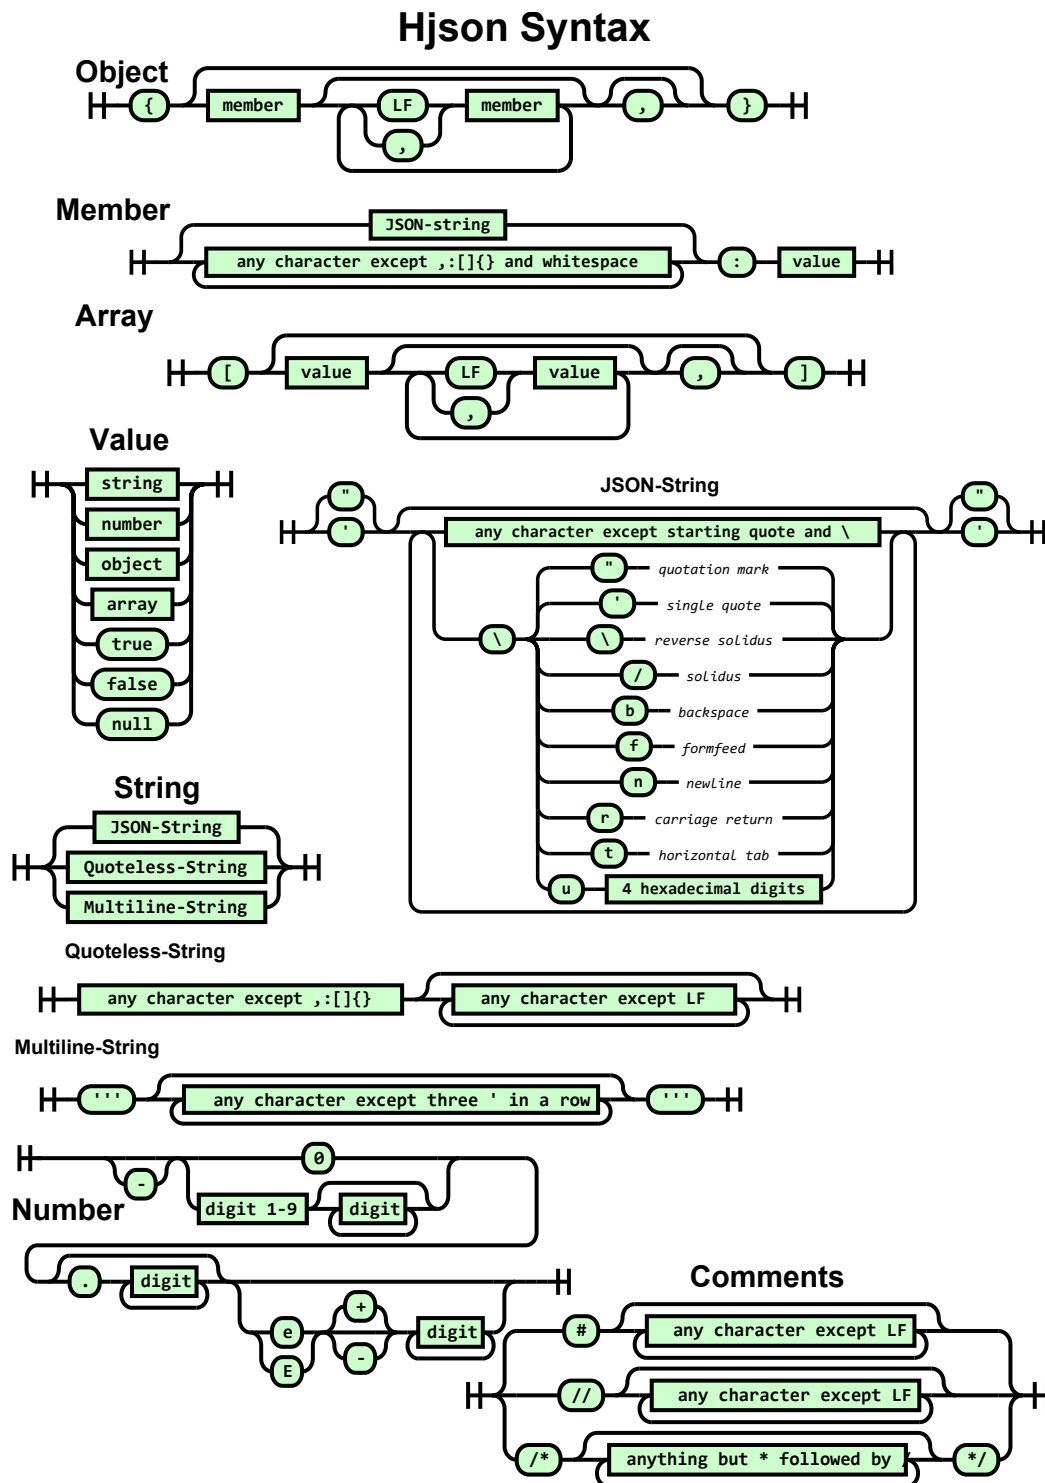 Hjson Syntax
Object
{ member LF member , }
,
Member
JSON-string
any character except ,:[]{} and whitespace : value
Array
[ value LF value , ]
,
Value
string
number
object
array
true
false
null
JSON-String
" "
' any character except starting quote and \ '
" quotation mark
' single quote
\ \ reverse solidus
/ solidus
b backspace
f formfeed
n newline
r carriage return
t horizontal tab
u 4 hexadecimal digits
String
JSON-String
Quoteless-String
Multiline-String
Quoteless-String
any character except ,:[]{} any character except LF
Multiline-String
''' any character except three ' in a row '''
0
-
digit 1-9 digit
Number
. digit
e + digit
E -
Comments
# any character except LF
// any character except LF
/* anything but * followed by / */